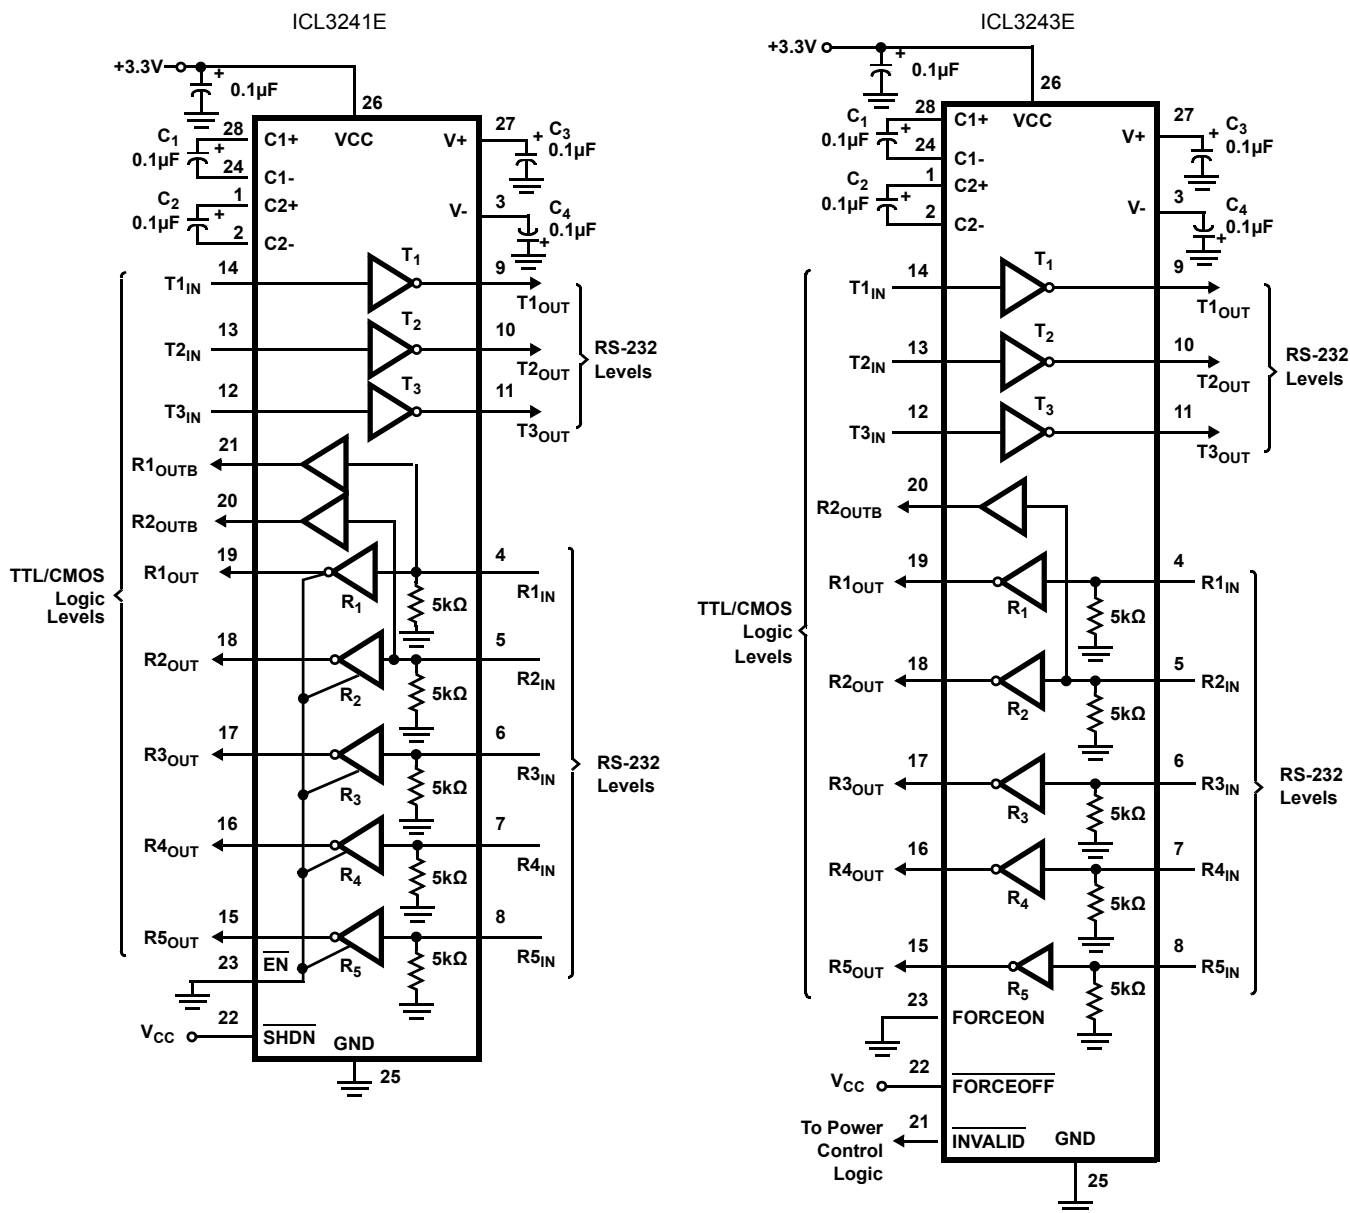 ICL3241E
+3.3V
+
0.1µF
26
VCC
C1
0.1µF
+
28
C1+
24
C1-
C2
0.1µF
+
1
C2+
2
C2-
27
V+
+
C3
0.1µF
3
V-
C4
0.1µF
+
T1IN
14
T1
9
T1OUT
T2IN
13
T2
10
T2OUT
T3IN
12
T3
11
T3OUT
RS-232
Levels
R1OUTB
21
R2OUTB
20
TTL/CMOS
Logic
Levels
R1OUT
19
R1
5kΩ
4
R1IN
R2OUT
18
R2
5kΩ
5
R2IN
R3OUT
17
R3
5kΩ
6
R3IN
R4OUT
16
R4
5kΩ
7
R4IN
R5OUT
15
R5
5kΩ
8
R5IN
RS-232
Levels
23
EN
VCC
22
SHDN
GND
25
ICL3243E
+3.3V
+
0.1µF
26
VCC
C1
0.1µF
+
28
C1+
24
C1-
C2
0.1µF
+
1
C2+
2
C2-
27
V+
+
C3
0.1µF
3
V-
C4
0.1µF
+
T1IN
14
T1
9
T1OUT
T2IN
13
T2
10
T2OUT
T3IN
12
T3
11
T3OUT
RS-232
Levels
R2OUTB
20
TTL/CMOS
Logic
Levels
R1OUT
19
R1
5kΩ
4
R1IN
R2OUT
18
R2
5kΩ
5
R2IN
R3OUT
17
R3
5kΩ
6
R3IN
R4OUT
16
R4
5kΩ
7
R4IN
R5OUT
15
R5
5kΩ
8
R5IN
RS-232
Levels
23
FORCEON
VCC
22
FORCEOFF
To Power
Control
Logic
21
INVALID
GND
25